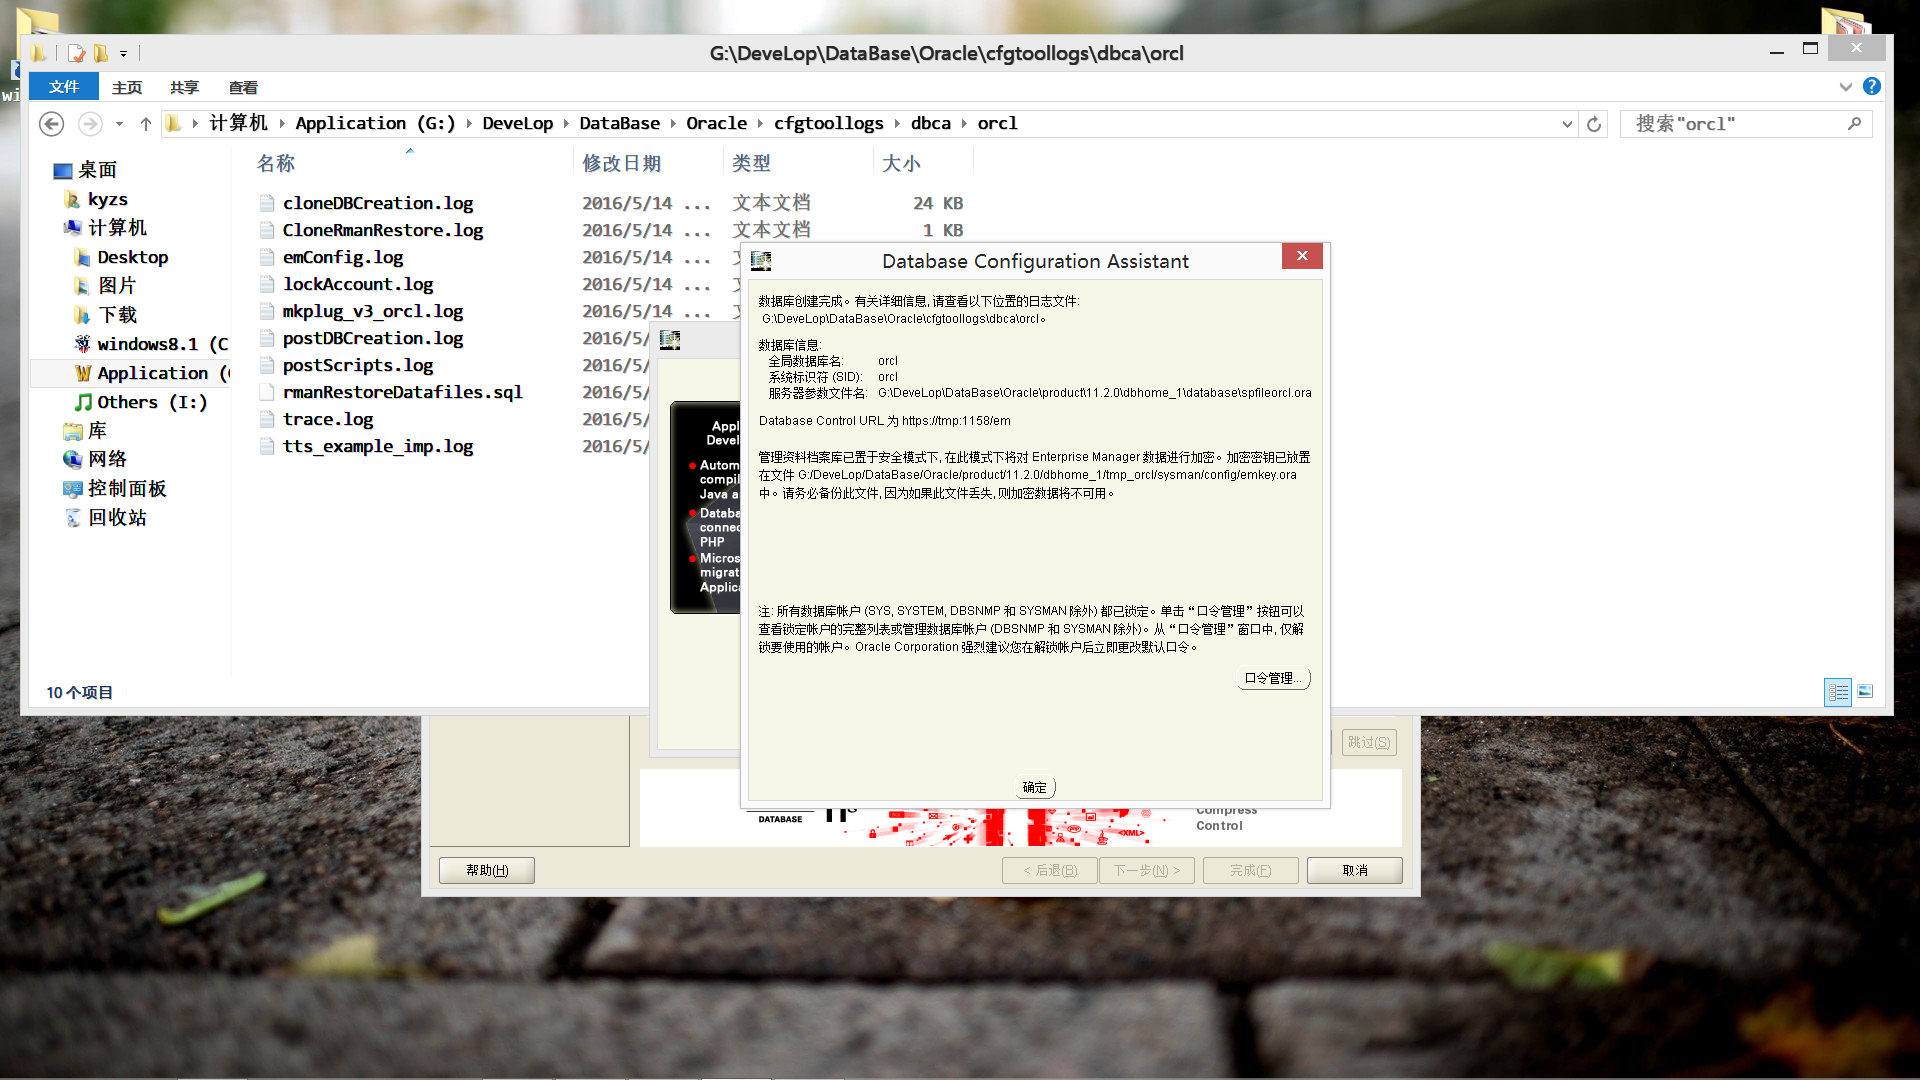 G:\DeveLop\DataBase\Oracle\cfgtoollogs\dbca\orcl
文件 主页 共享 查看
计算机 Application (G:) DeveLop DataBase Oracle cfgtoollogs dbca orcl
搜索"orcl"
名称 修改日期 类型 大小
桌面
kyzs
计算机
Desktop
图片
下载
windows8.1 (C
Application (
Others (I:)
库
网络
控制面板
回收站
cloneDBCreation.log 2016/5/14 ... 文本文档 24 KB
CloneRmanRestore.log 2016/5/14 ... 文本文档 1 KB
emConfig.log 2016/5/14 ...
lockAccount.log 2016/5/14 ...
mkplug_v3_orcl.log 2016/5/14 ...
postDBCreation.log 2016/5/
postScripts.log 2016/5/
rmanRestoreDatafiles.sql 2016/5/
trace.log 2016/5/
tts_example_imp.log 2016/5/
10 个项目
Appl
Devel
Autom
compil
Java a
Databa
connec
PHP
Micros
migrat
Applica
Database Configuration Assistant
数据库创建完成。有关详细信息, 请查看以下位置的日志文件:
G:\DeveLop\DataBase\Oracle\cfgtoollogs\dbca\orcl。
数据库信息:
全局数据库名: orcl
系统标识符 (SID): orcl
服务器参数文件名: G:\DeveLop\DataBase\Oracle\product\11.2.0\dbhome_1\database\spfileorcl.ora
Database Control URL 为 https://tmp:1158/em
管理资料档案库已置于安全模式下, 在此模式下将对 Enterprise Manager 数据进行加密。加密密钥已放置
在文件 G:/DeveLop/DataBase/Oracle/product/11.2.0/dbhome_1/tmp_orcl/sysman/config/emkey.ora
中。请务必备份此文件, 因为如果此文件丢失, 则加密数据将不可用。
注: 所有数据库帐户 (SYS, SYSTEM, DBSNMP 和 SYSMAN 除外) 都已锁定。单击“口令管理”按钮可以
查看锁定帐户的完整列表或管理数据库帐户 (DBSNMP 和 SYSMAN 除外)。从“口令管理”窗口中, 仅解
锁要使用的帐户。Oracle Corporation 强烈建议您在解锁帐户后立即更改默认口令。
口令管理...
确定
跳过(S)
DATABASE 11g
<XML>
Compress
Control
帮助(H) < 后退(B) 下一步(N) > 完成(F) 取消